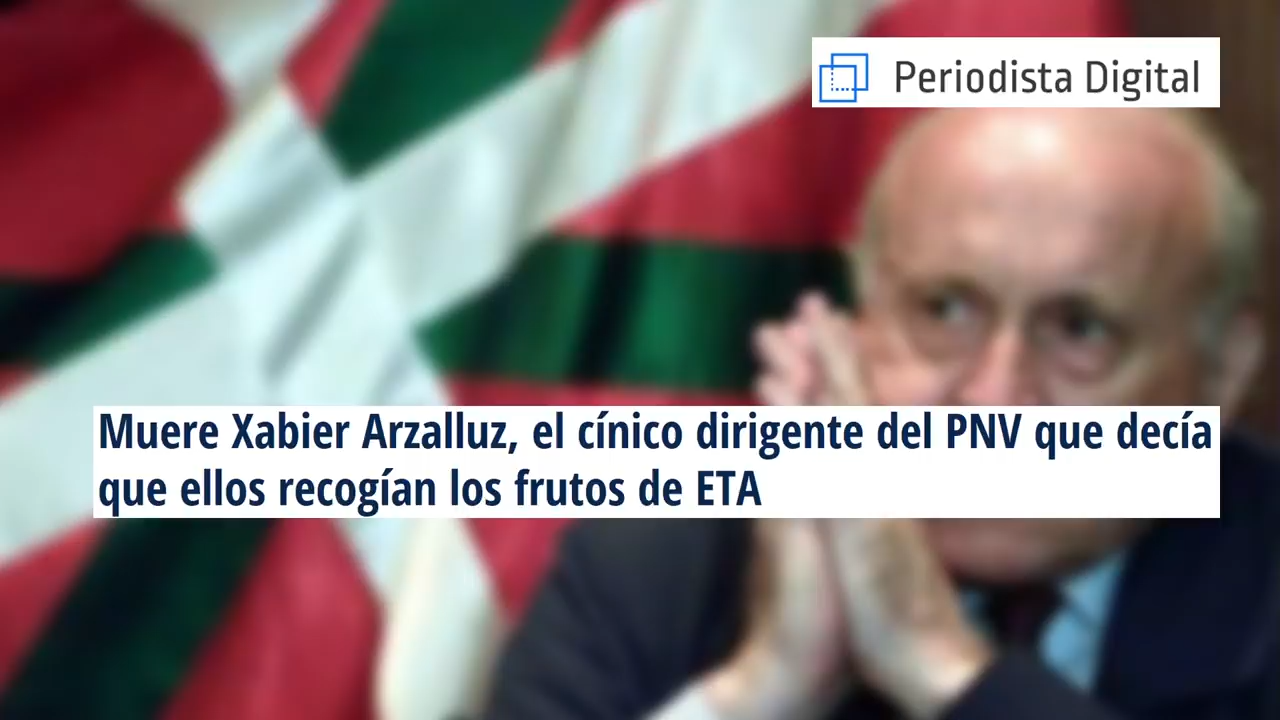 Periodista Digital
Muere Xabier Arzalluz, el cínico dirigente del PNV que decía
que ellos recogían los frutos de ETA